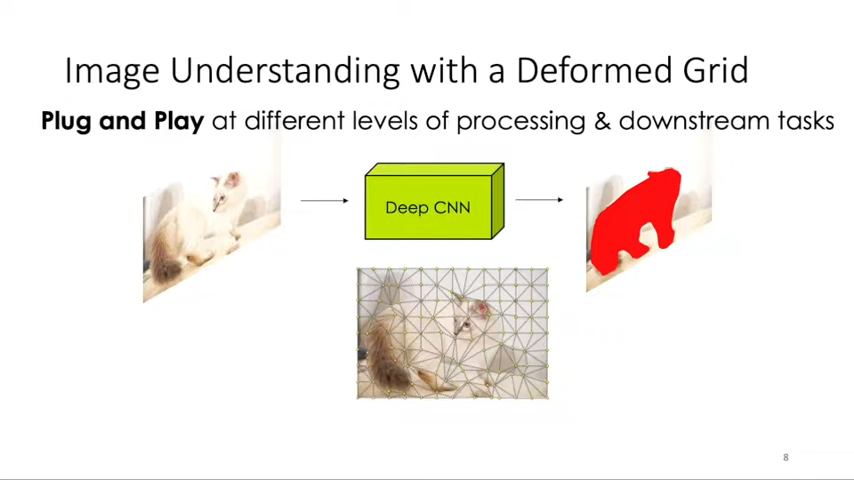 Image Understanding with a Deformed Grid
Plug and Play at different levels of processing & downstream tasks
Deep CNN
8